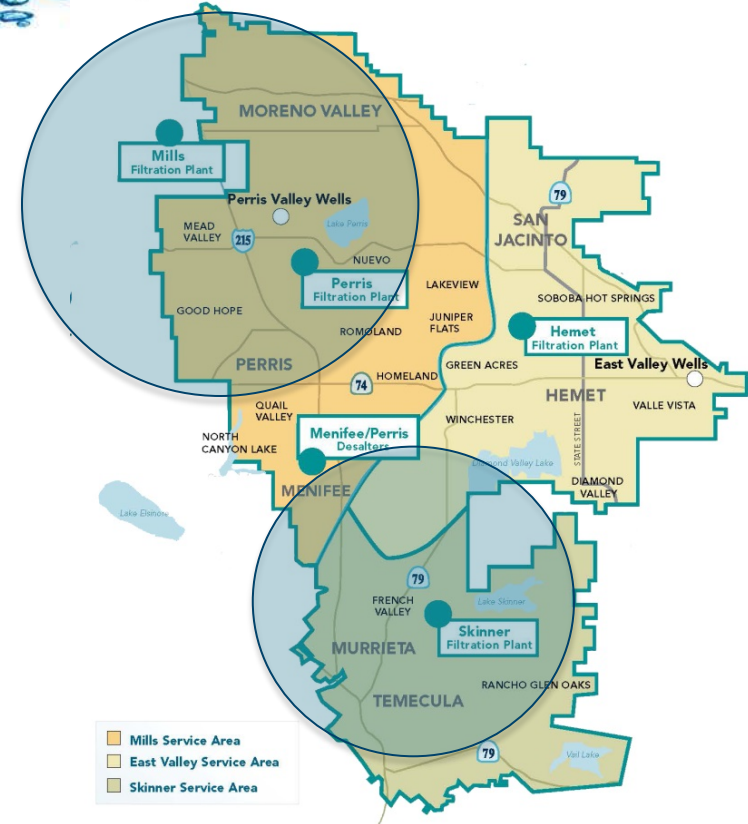 MORENO VALLEY
Mills
Filtration Plant
Perris Valley Wells
Lake Perris
79
SAN
JACINTO
MEAD
VALLEY
215
NUEVO
Perris
Filtration Plant
LAKEVIEW
SOBOBA HOT SPRINGS
GOOD HOPE
JUNIPER
FLATS
ROMOLAND
Hemet
Filtration Plant
PERRIS
GREEN ACRES
East Valley Wells
74
HOMELAND
HEMET
QUAIL
VALLEY
VALLE VISTA
WINCHESTER
STATE STREET
Menifee/Perris
Desalters
NORTH
CANYON LAKE
Diamond Valley Lake
MENIFEE
DIAMOND
VALLEY
Lake Elsinore
79
FRENCH
VALLEY
Lake Skinner
Skinner
Filtration Plant
MURRIETA
RANCHO GLEN OAKS
TEMECULA
79
Vail Lake
Mills Service Area
East Valley Service Area
Skinner Service Area